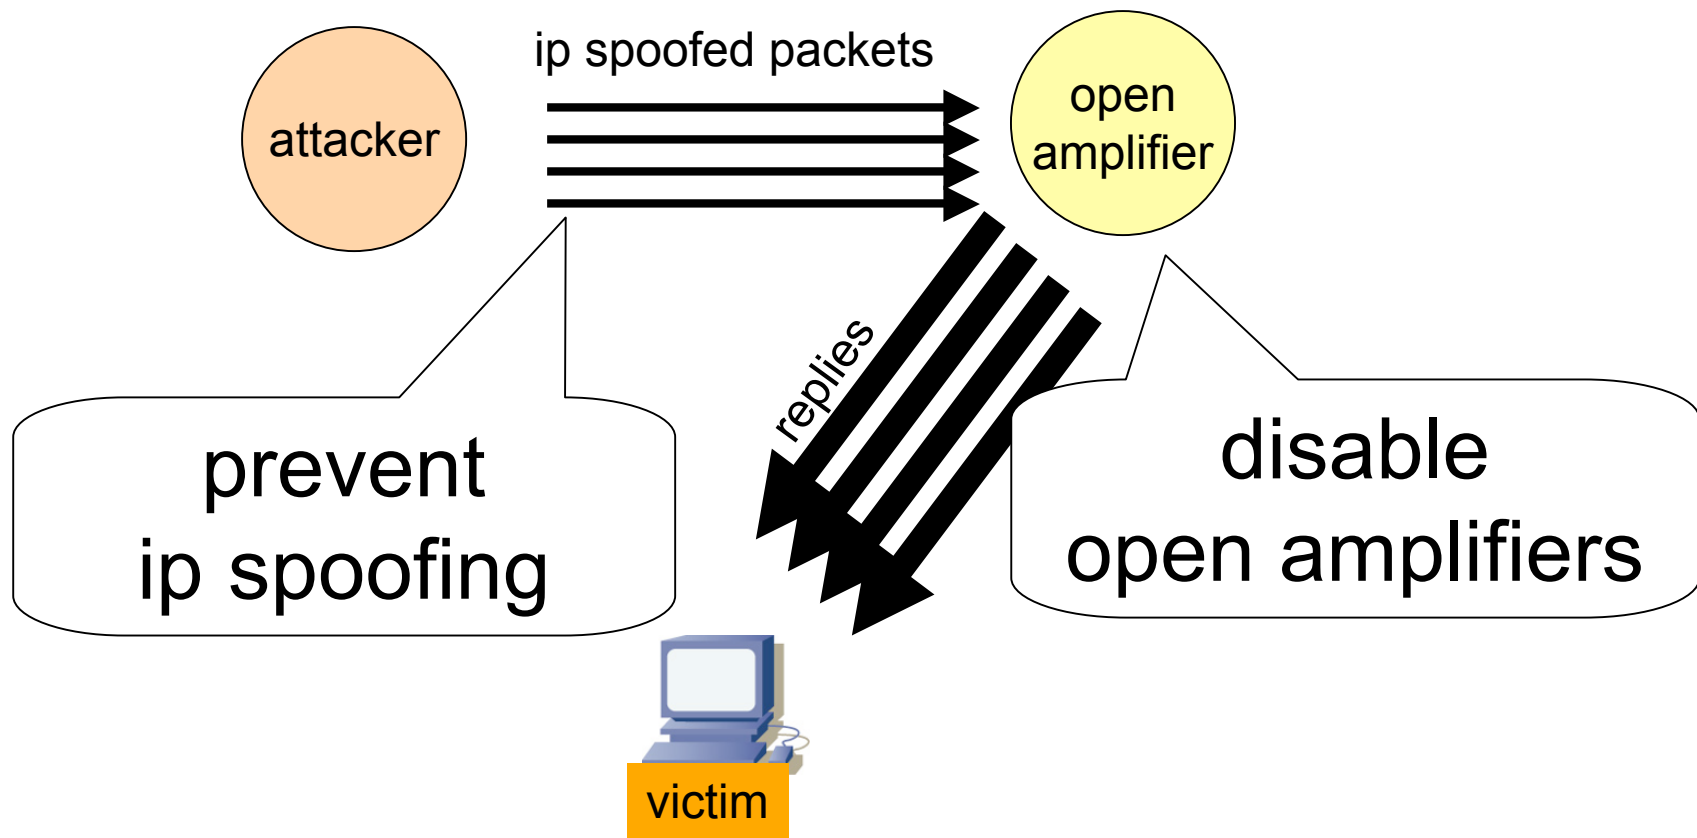 ip spoofed packets
attacker
open
amplifier
replies
prevent
ip spoofing
disable
open amplifiers
victim